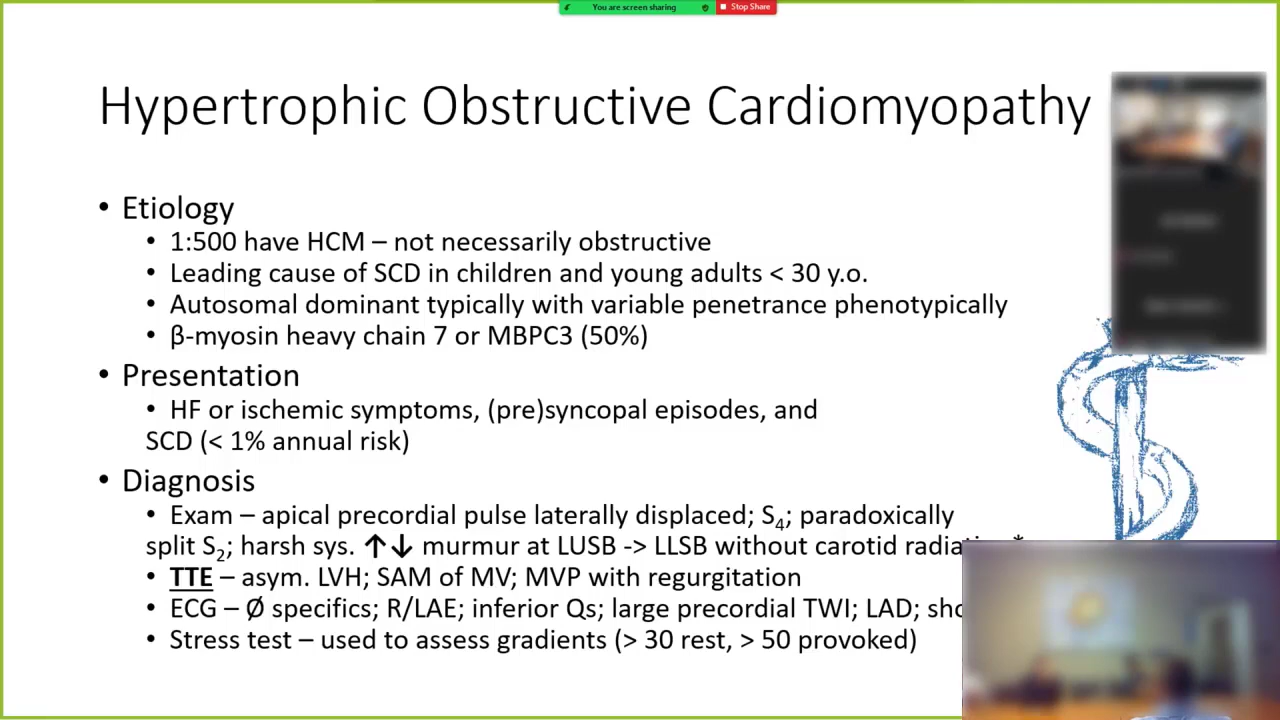 You are screen sharing
Stop Share
Hypertrophic Obstructive Cardiomyopathy
• Etiology
• 1:500 have HCM – not necessarily obstructive
• Leading cause of SCD in children and young adults < 30 y.o.
• Autosomal dominant typically with variable penetrance phenotypically
• β-myosin heavy chain 7 or MBPC3 (50%)
• Presentation
• HF or ischemic symptoms, (pre)syncopal episodes, and
SCD (< 1% annual risk)
• Diagnosis
• Exam – apical precordial pulse laterally displaced; S₄; paradoxically
split S₂; harsh sys. ↑↓ murmur at LUSB -> LLSB without carotid
• TTE – asym. LVH; SAM of MV; MVP with regurgitation
• ECG – Ø specifics; R/LAE; inferior Qs; large precordial TWI; LAD;
• Stress test – used to assess gradients (> 30 rest, > 50 provoked)